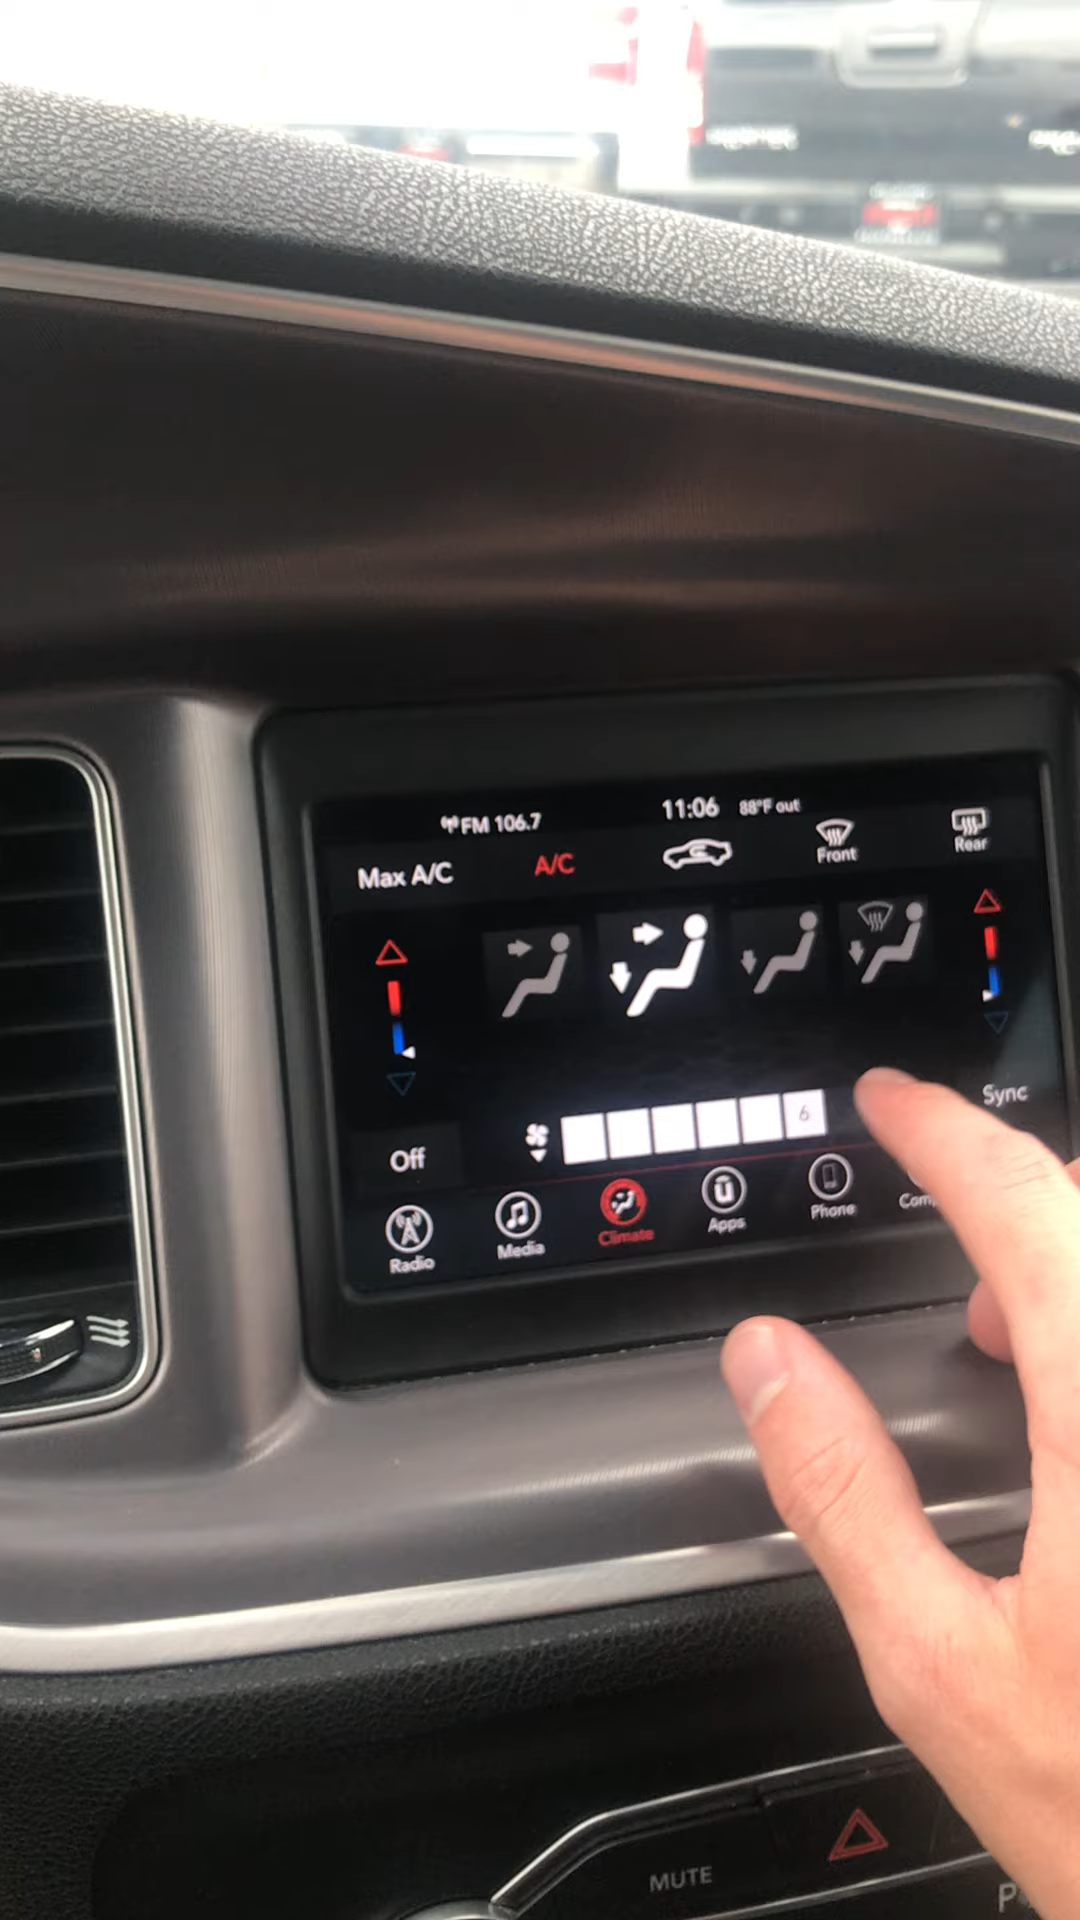 FM 106.7 11:06 88°F out
Max A/C A/C Front Rear
6
Off Sync
Radio Media Climate Apps Phone
MUTE